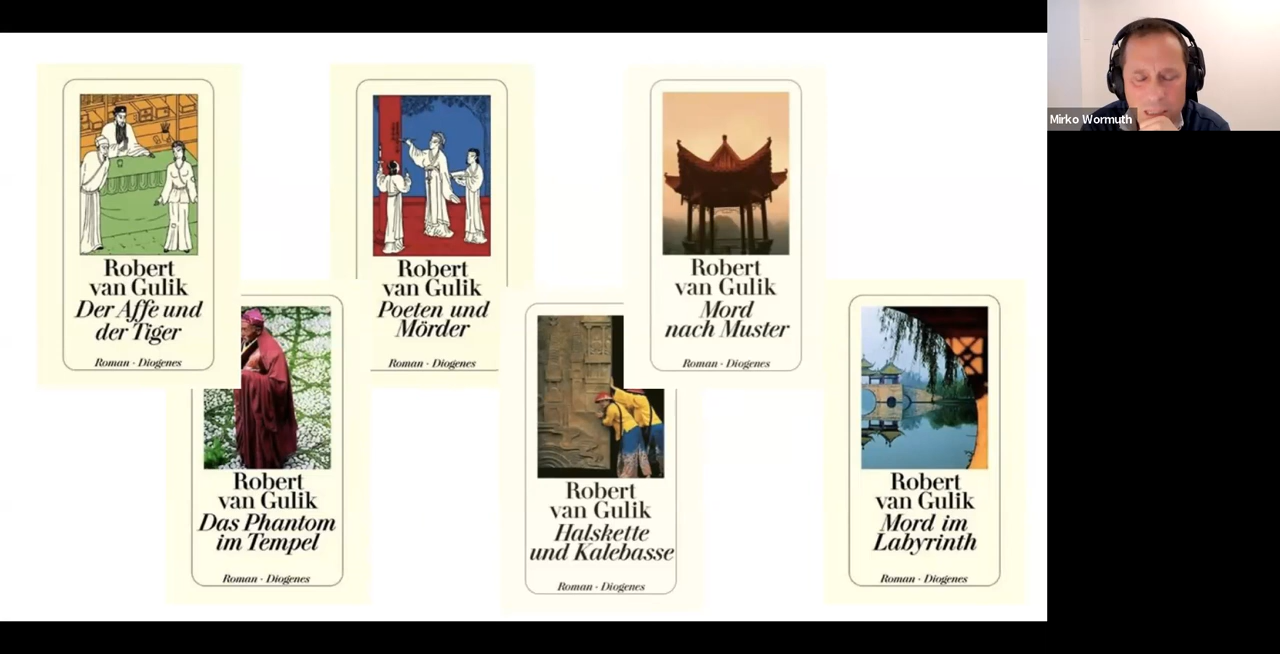 Robert
van Gulik
Der Affe und
der Tiger
Roman · Diogenes
Robert
van Gulik
Poeten und
Mörder
Roman · Diogenes
Robert
van Gulik
Mord
nach Muster
Roman · Diogenes
Robert
van Gulik
Das Phantom
im Tempel
Roman · Diogenes
Robert
van Gulik
Halskette
und Kalebasse
Roman · Diogenes
Robert
van Gulik
Mord im
Labyrinth
Roman · Diogenes
Mirko Wormuth